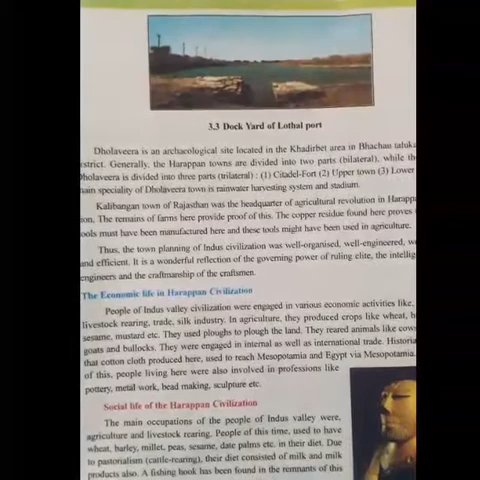 3.3 Dock Yard of Lothal port
Dholaveera is an archaeological site located in the Khadirbet area in Bhachau taluka
strict. Generally, the Harappan towns are divided into two parts (bilateral), while th
Dholaveera is divided into three parts (trilateral) : (1) Citadel-Fort (2) Upper town (3) Lower
main speciality of Dholaveera town is rainwater harvesting system and stadium.
Kalibangan town of Rajasthan was the headquarter of agricultural revolution in Harappa
ion. The remains of farms here provide proof of this. The copper residue found here proves
ools must have been manufactured here and these tools might have been used in agriculture.
Thus, the town planning of Indus civilization was well-organised, well-engineered, we
and efficient. It is a wonderful reflection of the governing power of ruling elite, the intellig
engineers and the craftmanship of the craftsmen.
The Economic life in Harappan Civilization
People of Indus valley civilization were engaged in various economic activities like,
livestock rearing, trade, silk industry. In agriculture, they produced crops like wheat, b
sesame, mustard etc. They used ploughs to plough the land. They reared animals like cows
goats and bullocks. They were engaged in internal as well as international trade. Historia
that cotton cloth produced here, used to reach Mesopotamia and Egypt via Mesopotamia.
of this, people living here were also involved in professions like
pottery, metal work, bead making, sculpture etc.
Social life of the Harappan Civilization
The main occupations of the people of Indus valley were,
agriculture and livestock rearing. People of this time, used to have
wheat, barley, millet, peas, sesame, date palms etc. in their diet. Due
to pastorialism (cattle-rearing), their diet consisted of milk and milk
products also. A fishing hook has been found in the remnants of this